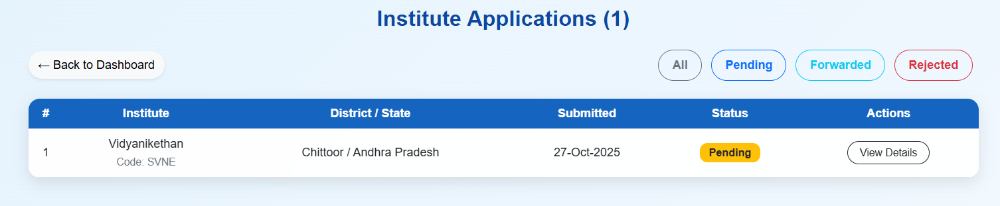 Institute Applications (1)
← Back to Dashboard
All
Pending
Forwarded
Rejected
# Institute District / State Submitted Status Actions
1 Vidyanikethan Chittoor / Andhra Pradesh 27-Oct-2025 Pending View Details
Code: SVNE